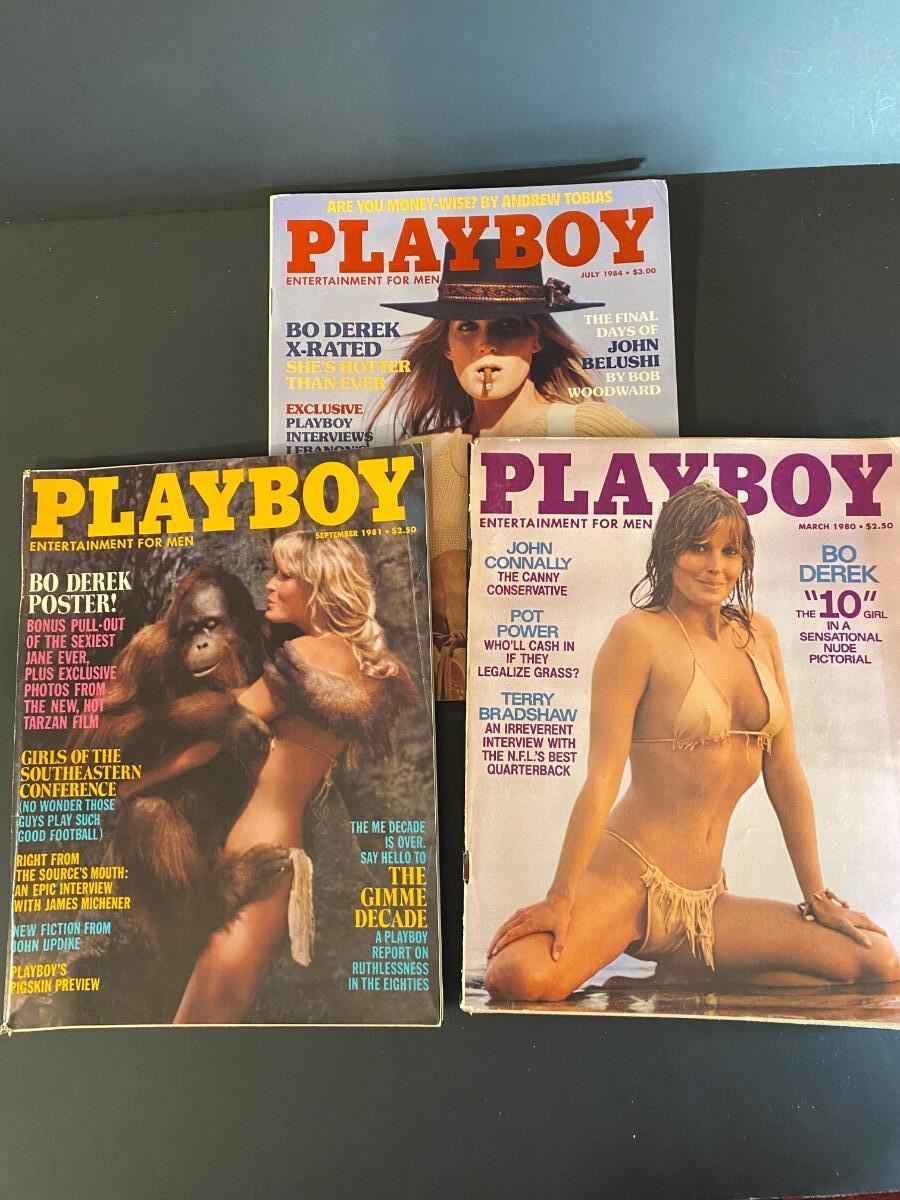 ARE YOU MONEY-WISE? BY ANDREW TOBIAS
PLAYBOY
ENTERTAINMENT FOR MEN
JULY 1984 • $3.00
BO DEREK
X-RATED
SHE'S HOTTER
THAN EVER
EXCLUSIVE
PLAYBOY
INTERVIEWS
LEBANON'S
THE FINAL
DAYS OF
JOHN
BELUSHI
BY BOB
WOODWARD
PLAYBOY
ENTERTAINMENT FOR MEN
SEPTEMBER 1981 • $2.50
BO DEREK
POSTER!
BONUS PULL-OUT
OF THE SEXIEST
JANE EVER,
PLUS EXCLUSIVE
PHOTOS FROM
THE NEW, HOT
TARZAN FILM
GIRLS OF THE
SOUTHEASTERN
CONFERENCE
(NO WONDER THOSE
GUYS PLAY SUCH
GOOD FOOTBALL)
RIGHT FROM
THE SOURCE'S MOUTH:
AN EPIC INTERVIEW
WITH JAMES MICHENER
NEW FICTION FROM
JOHN UPDIKE
PLAYBOY'S
PIGSKIN PREVIEW
THE ME DECADE
IS OVER.
SAY HELLO TO
THE
GIMME
DECADE
A PLAYBOY
REPORT ON
RUTHLESSNESS
IN THE EIGHTIES
PLAYBOY
ENTERTAINMENT FOR MEN
MARCH 1980 • $2.50
JOHN
CONNALLY
THE CANNY
CONSERVATIVE
POT
POWER
WHO'LL CASH IN
IF THEY
LEGALIZE GRASS?
TERRY
BRADSHAW
AN IRREVERENT
INTERVIEW WITH
THE N.F.L.'S BEST
QUARTERBACK
BO
DEREK
THE "10" GIRL
IN A
SENSATIONAL
NUDE
PICTORIAL